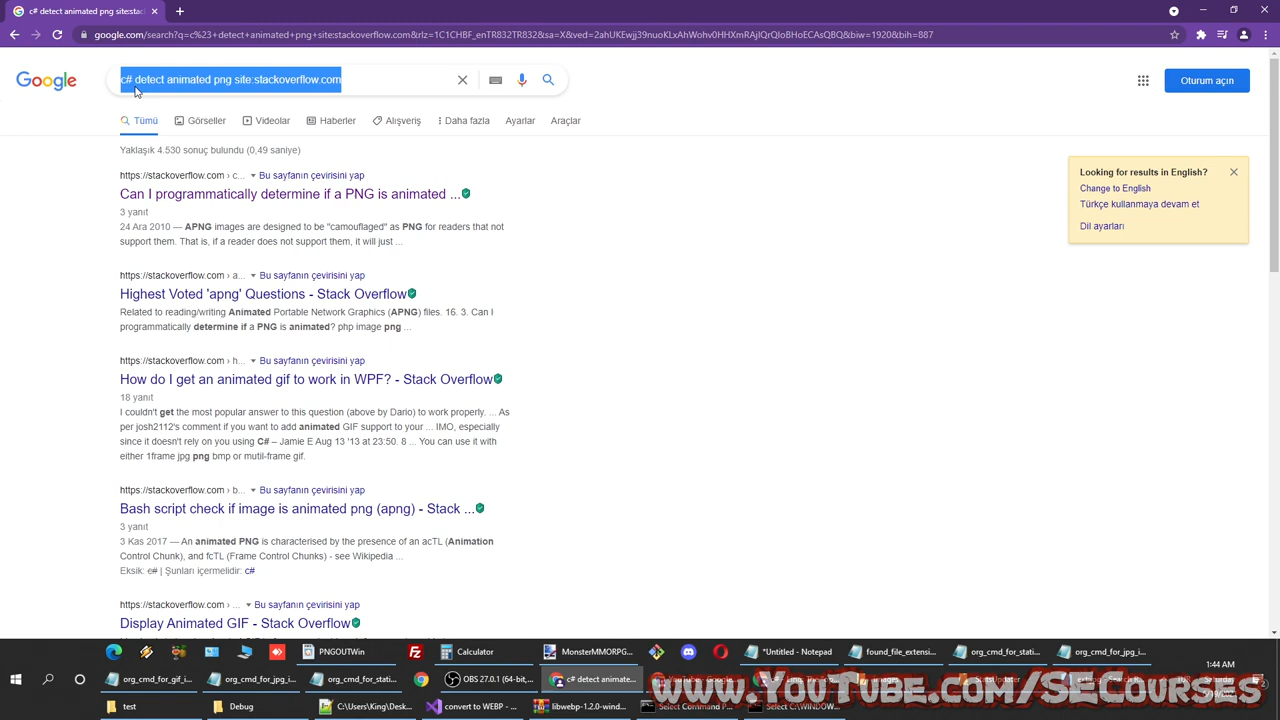 c# detect animated png site:stac
google.com/search?q=c%23+detect+animated+png+site:stackoverflow.com&rlz=1C1CHBF_enTR832TR832&sa=X&ved=2ahUKEwjj39nuoKLxAhWohv0HHXmRAjlQrQIoBHoECAsQBQ&biw=1920&bih=887
Google
c# detect animated png site:stackoverflow.com
Oturum açın
Tümü
Görseller
Videolar
Haberler
Alışveriş
Daha fazla
Ayarlar
Araçlar
Yaklaşık 4.530 sonuç bulundu (0,49 saniye)
https://stackoverflow.com › c... Bu sayfanın çevirisini yap
Can I programmatically determine if a PNG is animated ...
3 yanıt
24 Ara 2010 — APNG images are designed to be "camouflaged" as PNG for readers that not
support them. That is, if a reader does not support them, it will just ...
https://stackoverflow.com › a... Bu sayfanın çevirisini yap
Highest Voted 'apng' Questions - Stack Overflow
Related to reading/writing Animated Portable Network Graphics (APNG) files. 16. 3. Can I
programmatically determine if a PNG is animated? php image png ...
https://stackoverflow.com › h... Bu sayfanın çevirisini yap
How do I get an animated gif to work in WPF? - Stack Overflow
18 yanıt
I couldn't get the most popular answer to this question (above by Dario) to work properly. ... As
per josh2112's comment if you want to add animated GIF support to your ... IMO, especially
since it doesn't rely on you using C# – Jamie E Aug 13 '13 at 23:50. 8 ... You can use it with
either 1frame jpg png bmp or mutil-frame gif.
https://stackoverflow.com › b... Bu sayfanın çevirisini yap
Bash script check if image is animated png (apng) - Stack ...
3 yanıt
3 Kas 2017 — An animated PNG is characterised by the presence of an acTL (Animation
Control Chunk), and fcTL (Frame Control Chunks) - see Wikipedia ...
Eksik: c# | Şunları içermelidir: c#
https://stackoverflow.com › ... Bu sayfanın çevirisini yap
Display Animated GIF - Stack Overflow
Looking for results in English?
Change to English
Türkçe kullanmaya devam et
Dil ayarları
PNGOUTWin
Calculator
MonsterMMORPG...
*Untitled - Notepad
found_file_extensi...
org_cmd_for_stati...
org_cmd_for_jpg_i...
1:44 AM
org_cmd_for_gif_i...
org_cmd_for_jpg_i...
org_cmd_for_stati...
OBS 27.0.1 (64-bit,...
c# detect animate...
www.YouTube.com/SECourses
test
Debug
C:\Users\King\Desk...
convert to WEBP - ...
libwebp-1.2.0-windo...
Select Command P...
Select C:\WINDOW...